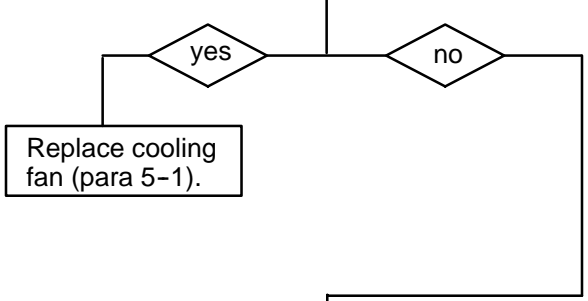 yes
no
Replace cooling
fan (para 5-1).